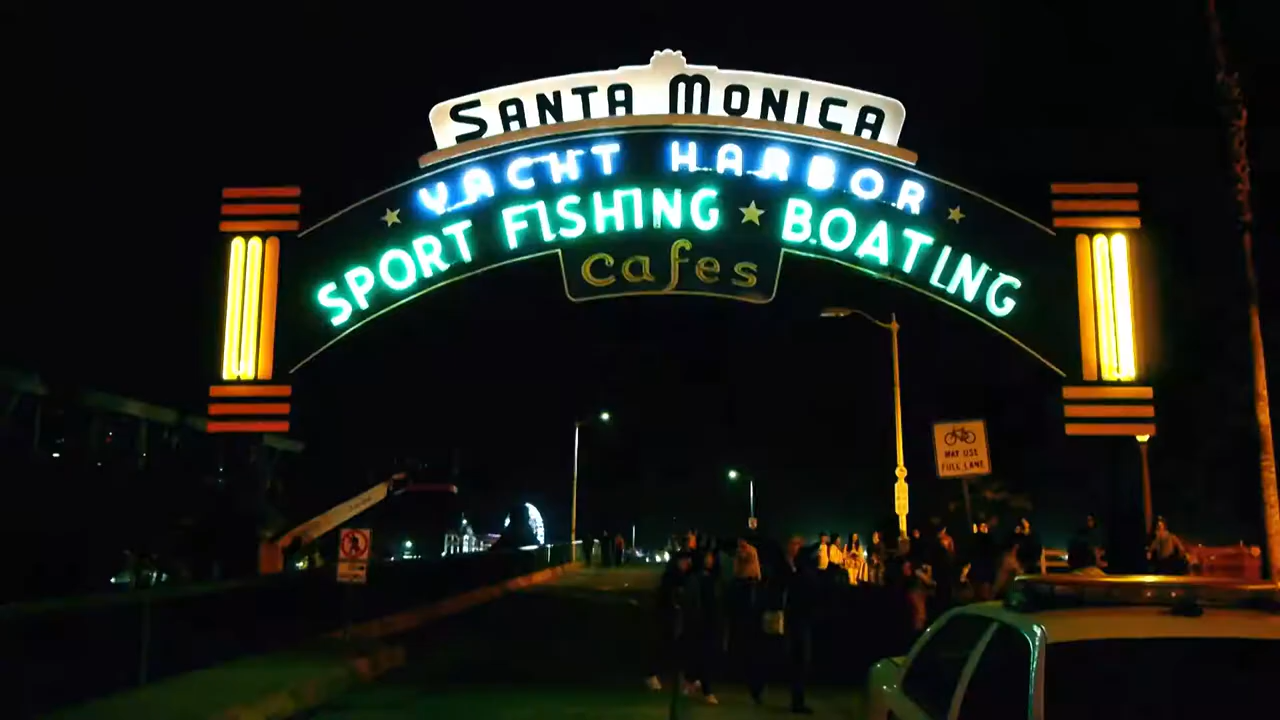 SANTA MONICA
YACHT HARBOR
SPORT FISHING ★ BOATING
cafes
MAY USE
FULL LANE